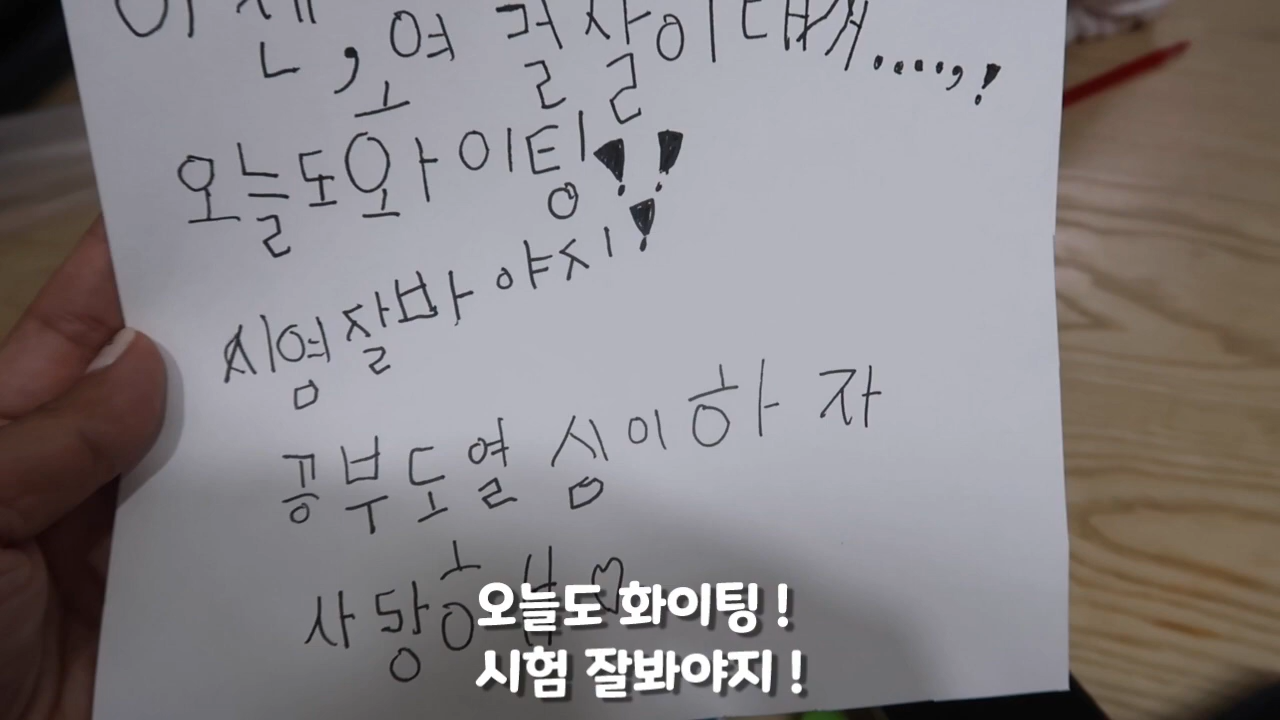 오늘도와이팅!!
시염잘바야지!
공부도열심이하자
오늘도 화이팅 !
시험 잘봐야지 !